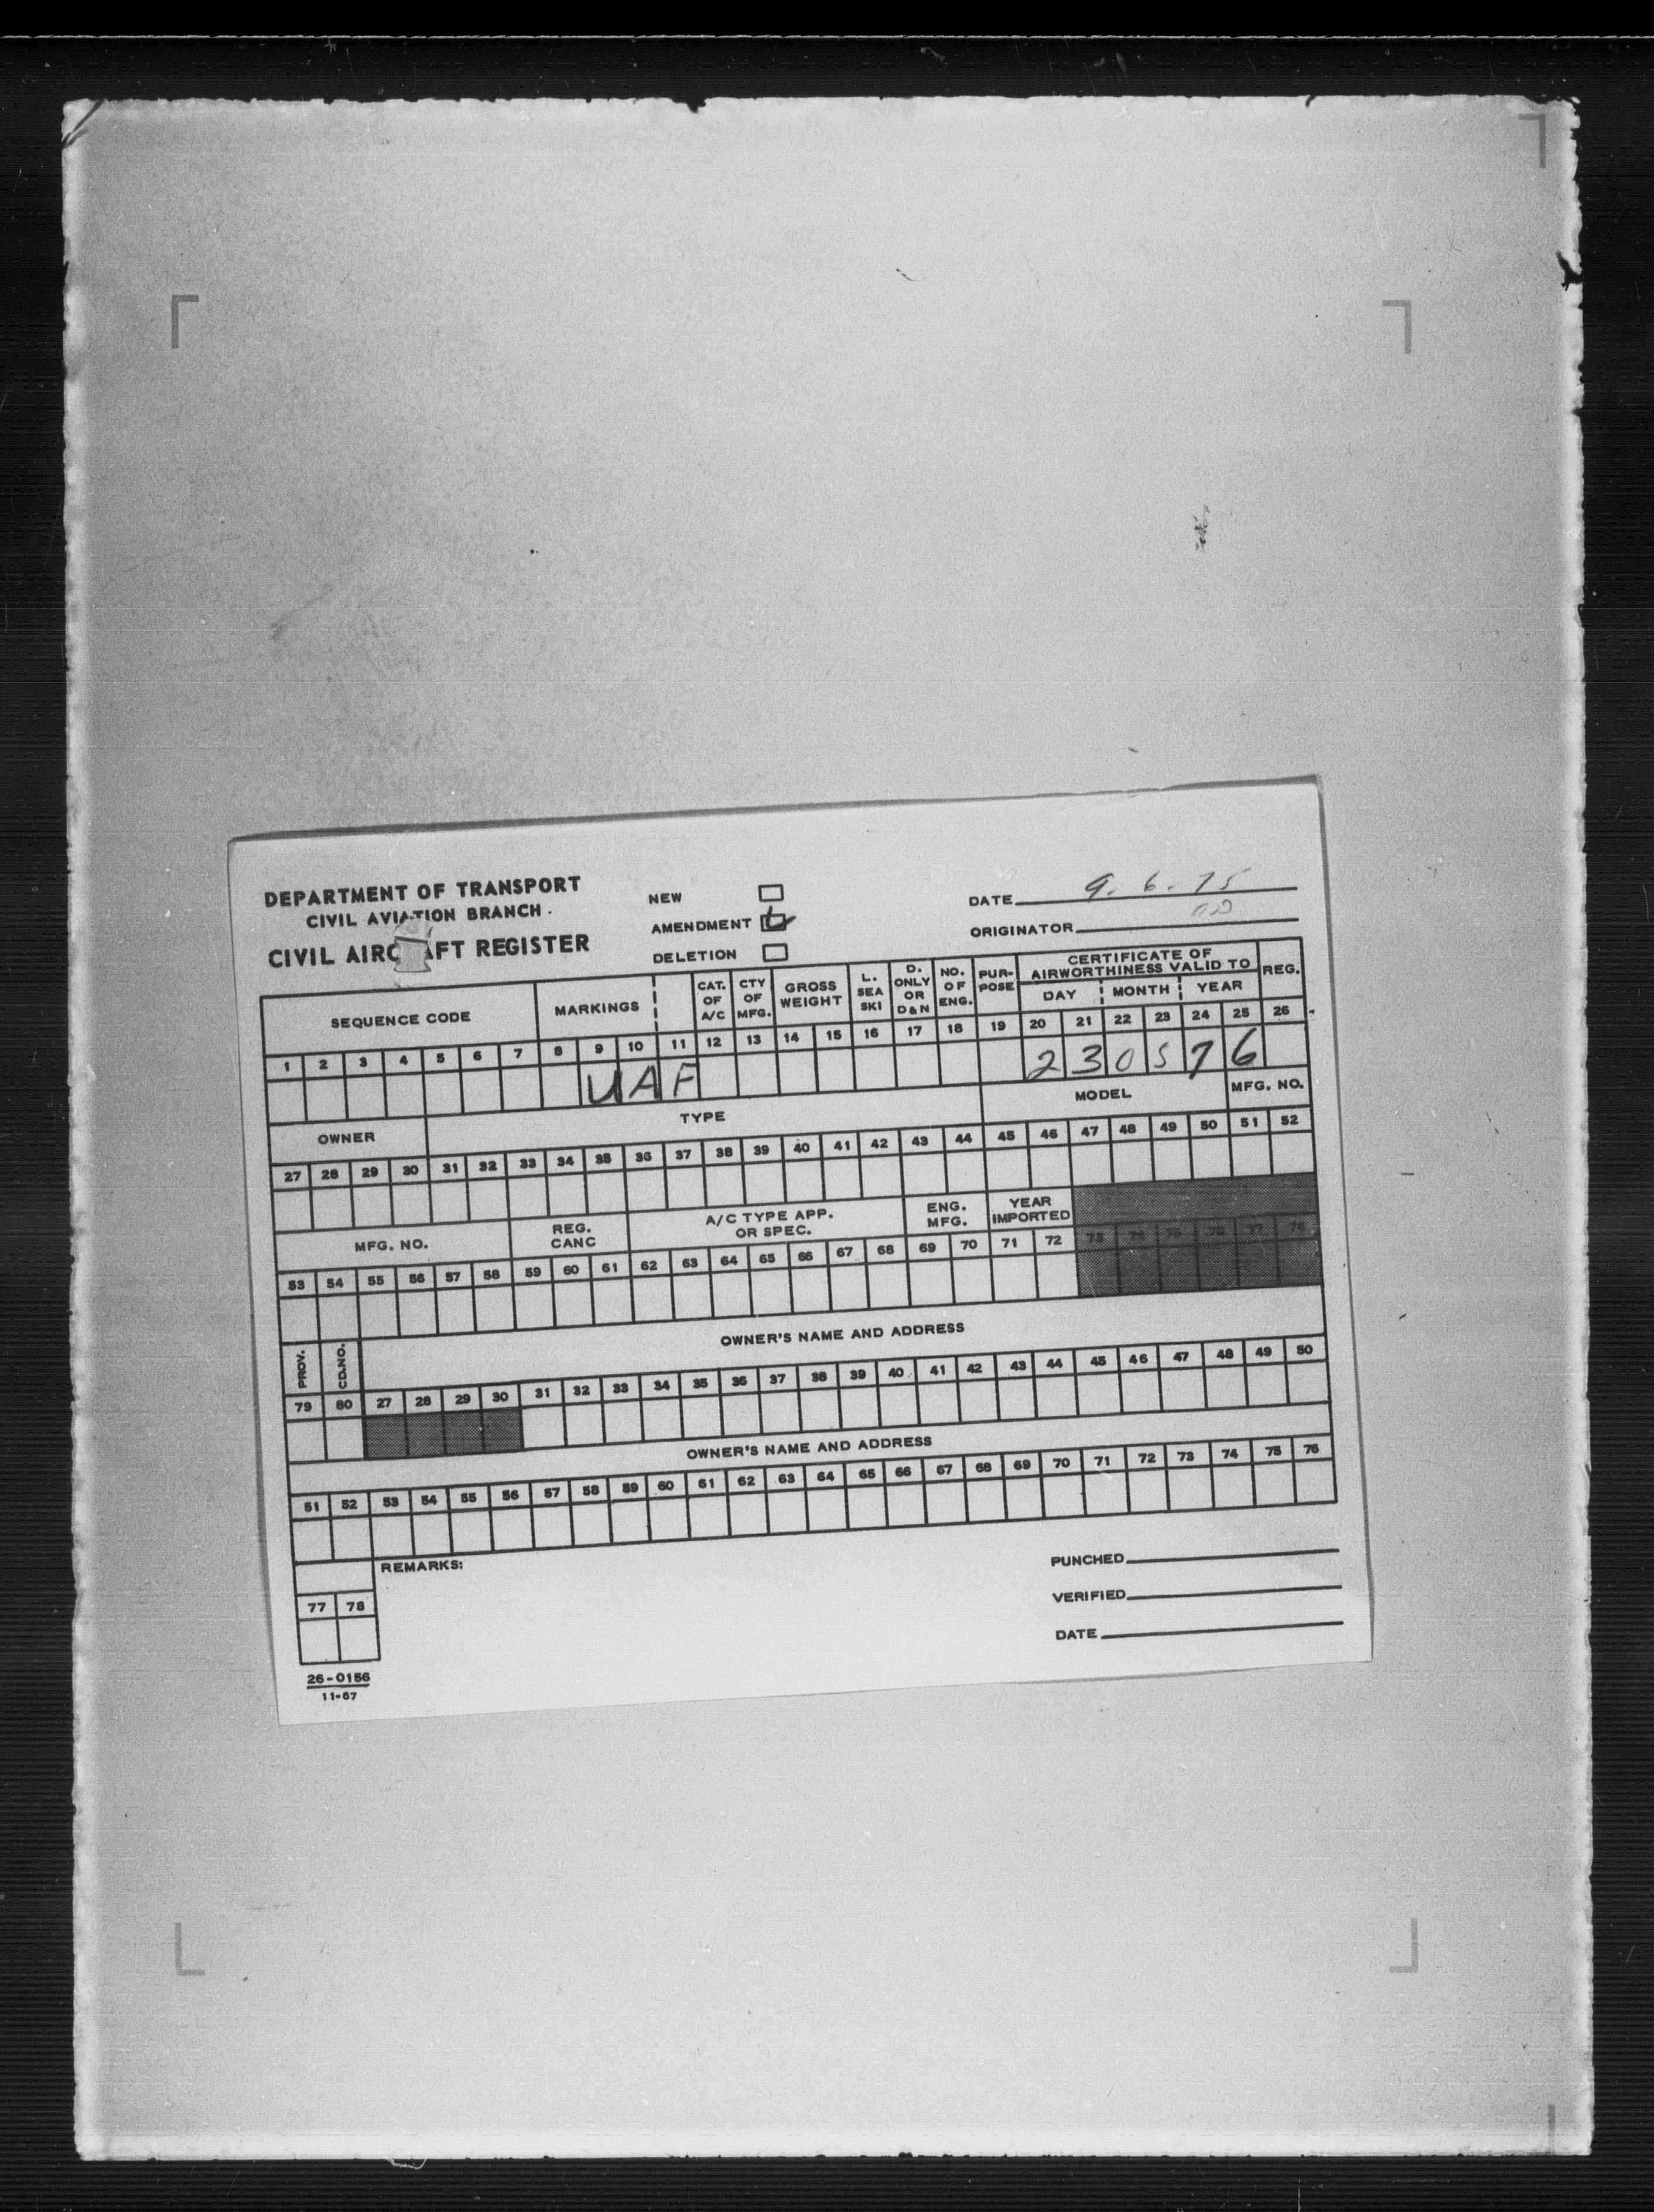 DEPARTMENT OF TRANSPORT
CIVIL AVIATION BRANCH.
CIVIL AIRCRAFT REGISTER
NEW
AMENDMENT
DELETION
DATE 9.6.75
ORIGINATOR
SEQUENCE CODE
MARKINGS
CAT. OF A/C
CTY OF MFG.
GROSS WEIGHT
L. SEA SKI
D. ONLY OR D&N
NO. OF ENG.
PUR- POSE
CERTIFICATE OF AIRWORTHINESS VALID TO
DAY MONTH YEAR
REG.
1 2 3 4 5 6 7 8 9 10 11 12 13 14 15 16 17 18 19 20 21 22 23 24 25 26
U A F 2 3 0 5 7 6
OWNER TYPE MODEL MFG. NO.
27 28 29 30 31 32 33 34 35 36 37 38 39 40 41 42 43 44 45 46 47 48 49 50 51 52
MFG. NO.
REG. CANC
A/C TYPE APP. OR SPEC.
ENG. MFG.
YEAR IMPORTED
53 54 55 56 57 58 59 60 61 62 63 64 65 66 67 68 69 70 71 72 73 74 75 76 77 78
PROV. CD.NO. OWNER'S NAME AND ADDRESS
79 80 27 28 29 30 31 32 33 34 35 36 37 38 39 40 41 42 43 44 45 46 47 48 49 50
OWNER'S NAME AND ADDRESS
51 52 53 54 55 56 57 58 59 60 61 62 63 64 65 66 67 68 69 70 71 72 73 74 75 76
REMARKS:
77 78
PUNCHED
VERIFIED
DATE
26-0156
11-67